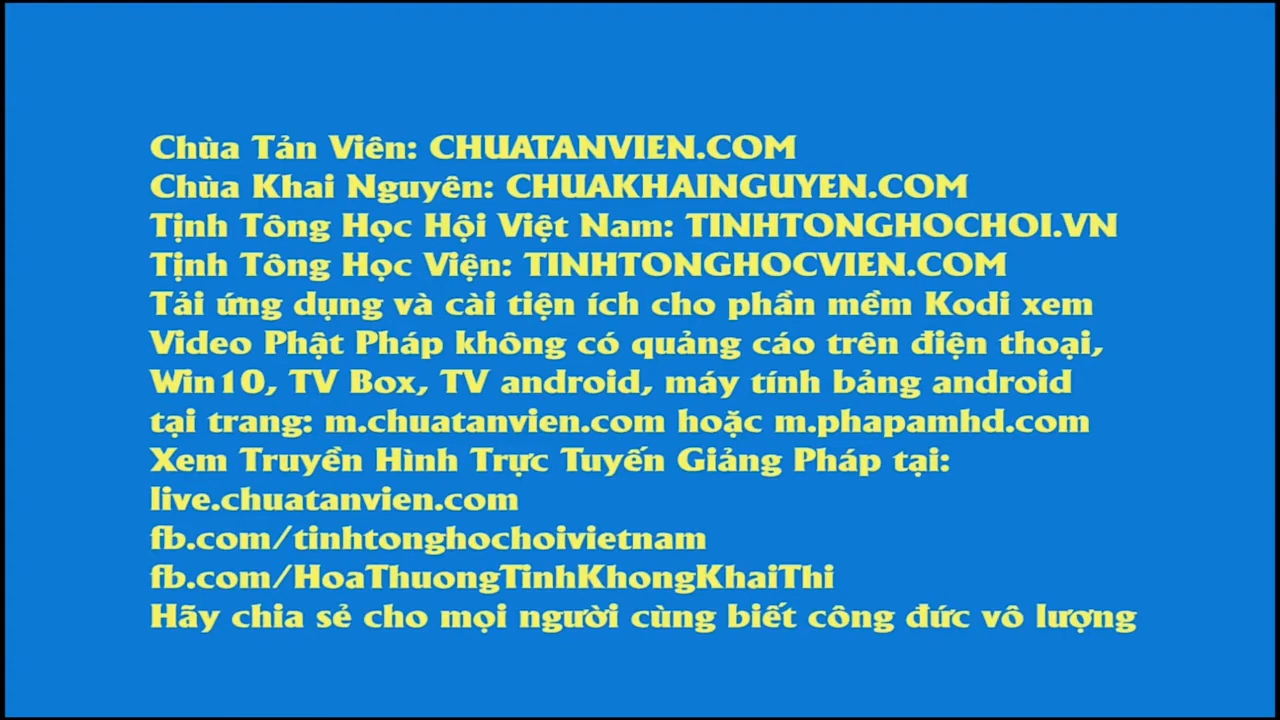 Chùa Tản Viên: CHUATANVIEN.COM
Chùa Khai Nguyên: CHUAKHAINGUYEN.COM
Tịnh Tông Học Hội Việt Nam: TINHTONGHOCHOI.VN
Tịnh Tông Học Viện: TINHTONGHOCVIEN.COM
Tải ứng dụng và cài tiện ích cho phần mềm Kodi xem
Video Phật Pháp không có quảng cáo trên điện thoại,
Win10, TV Box, TV android, máy tính bảng android
tại trang: m.chuatanvien.com hoặc m.phapamhd.com
Xem Truyền Hình Trực Tuyến Giảng Pháp tại:
live.chuatanvien.com
fb.com/tinhtonghochoivietnam
fb.com/HoaThuongTinhKhongKhaiThi
Hãy chia sẻ cho mọi người cùng biết công đức vô lượng